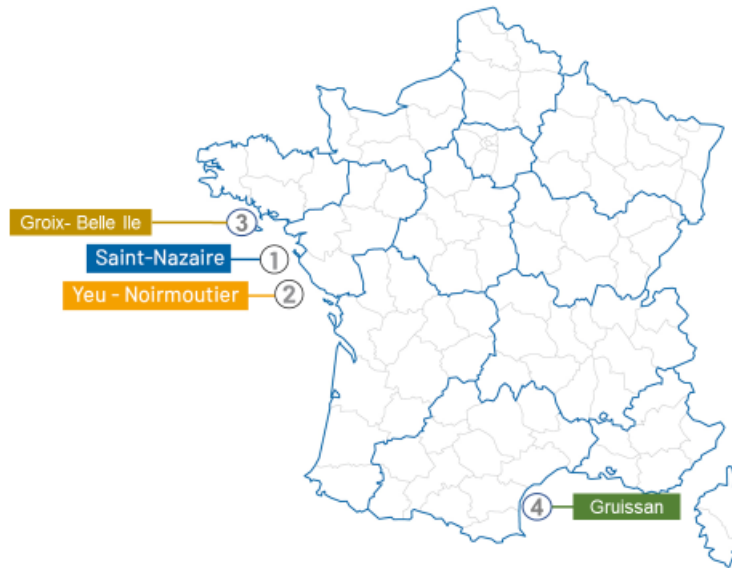 Groix- Belle Ile
3
Saint-Nazaire
1
Yeu - Noirmoutier
2
4
Gruissan